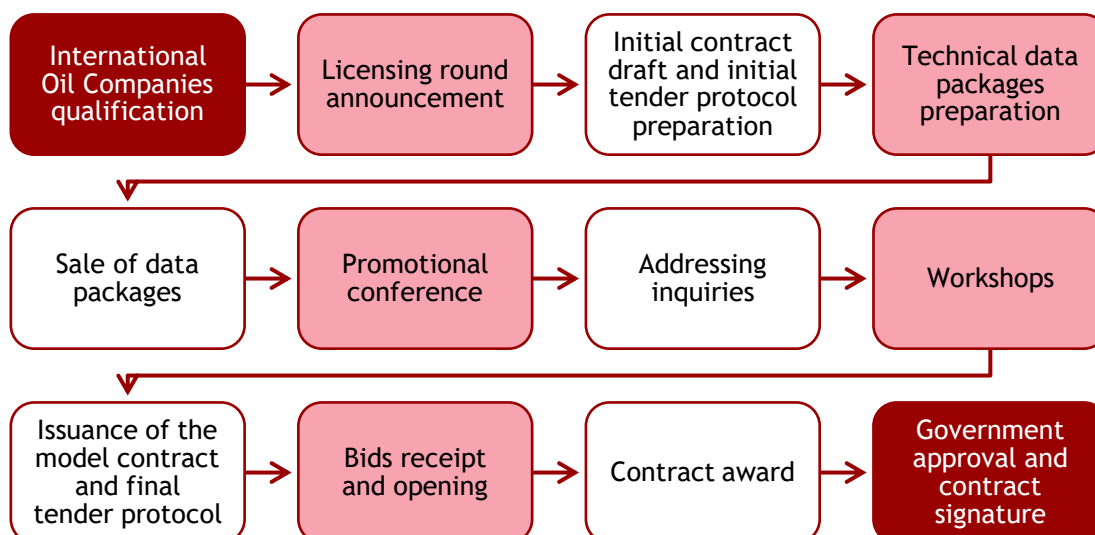 International
Oil Companies
qualification
Licensing round
announcement
Initial contract
draft and initial
tender protocol
preparation
Technical data
packages
preparation
Sale of data
packages
Promotional
conference
Addressing
inquiries
Workshops
Issuance of the
model contract
and final
tender protocol
Bids receipt
and opening
Contract award
Government
approval and
contract
signature